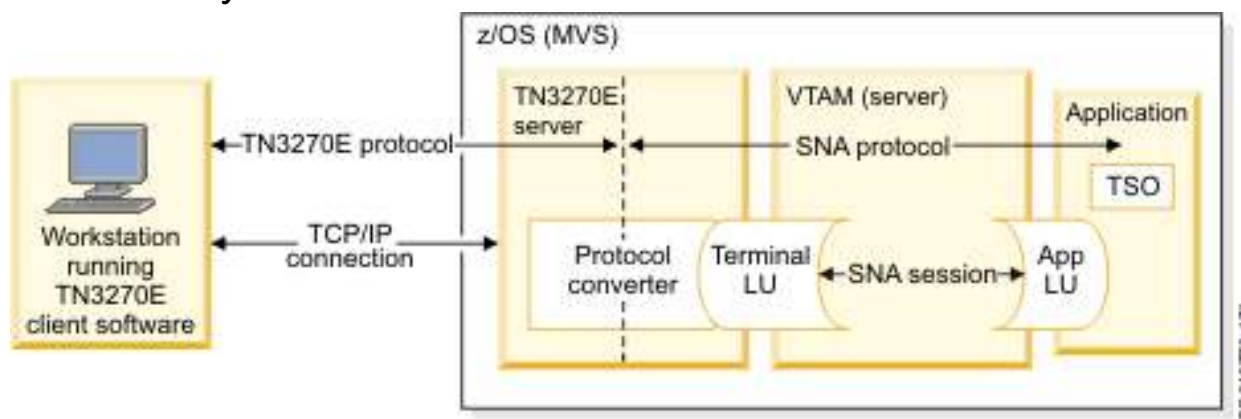 z/OS (MVS)
TN3270E
server
VTAM (server)
Application
TN3270E protocol
SNA protocol
TSO
Workstation
running
TN3270E
client software
TCP/IP
connection
Protocol
converter
Terminal
LU
SNA session
App
LU